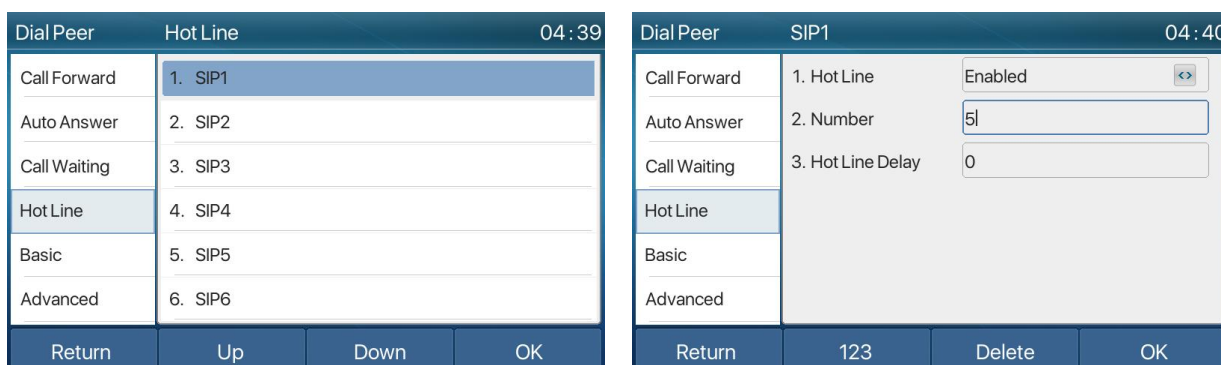 Dial Peer Hot Line 04:39
Call Forward 1. SIP1
Auto Answer 2. SIP2
Call Waiting 3. SIP3
Hot Line 4. SIP4
Basic 5. SIP5
Advanced 6. SIP6
Return Up Down OK
Dial Peer SIP1 04:40
Call Forward 1. Hot Line Enabled <>
Auto Answer 2. Number 5
Call Waiting 3. Hot Line Delay 0
Hot Line
Basic
Advanced
Return 123 Delete OK